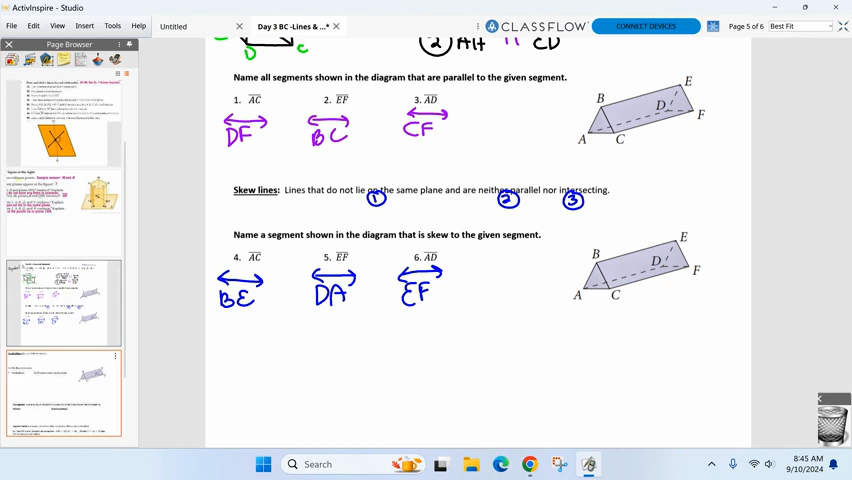 ActivInspire - Studio
File Edit View Insert Tools Help
Untitled
Day 3 BC -Lines & ...*
CLASSFLOW
CONNECT DEVICES
Page 5 of 6
Best Fit
Page Browser
D C
2 AH || CD
Name all segments shown in the diagram that are parallel to the given segment.
1. AC 2. EF 3. AD
DF BC CF
E
B
D
F
A
C
Skew lines: Lines that do not lie on the same plane and are neither parallel nor intersecting.
1 2 3
Name a segment shown in the diagram that is skew to the given segment.
4. AC 5. EF 6. AD
BE DA EF
E
B
D
F
A
C
Search
8:45 AM
9/10/2024